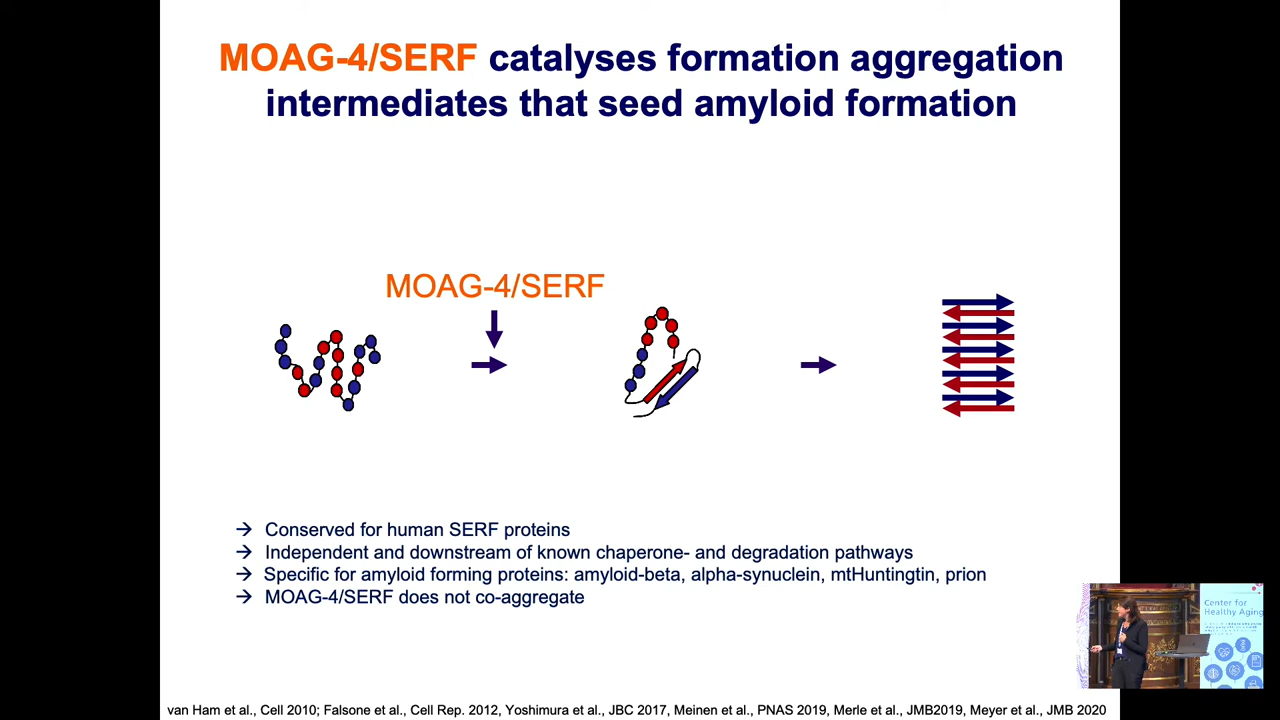 MOAG-4/SERF catalyses formation aggregation
intermediates that seed amyloid formation
MOAG-4/SERF
→ Conserved for human SERF proteins
→ Independent and downstream of known chaperone- and degradation pathways
→ Specific for amyloid forming proteins: amyloid-beta, alpha-synuclein, mtHuntingtin, prion
→ MOAG-4/SERF does not co-aggregate
Center for
Healthy Aging
van Ham et al., Cell 2010; Falsone et al., Cell Rep. 2012, Yoshimura et al., JBC 2017, Meinen et al., PNAS 2019, Merle et al., JMB2019, Meyer et al., JMB 2020